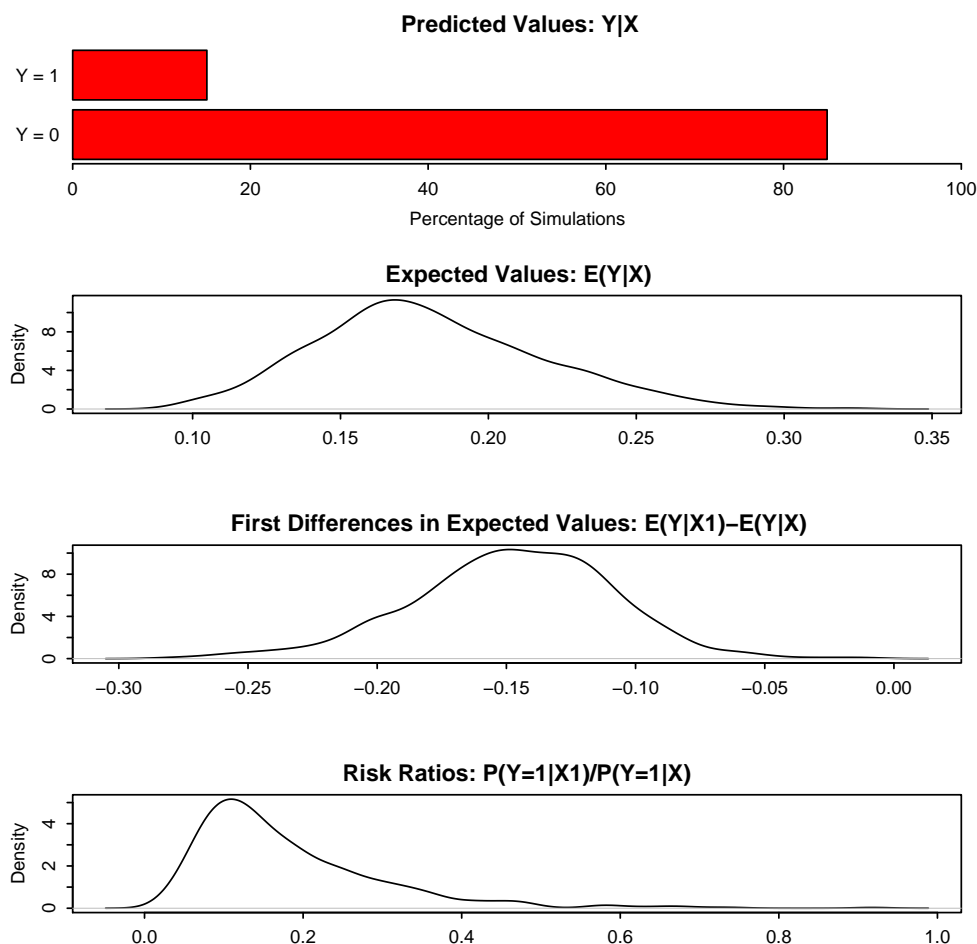 Predicted Values: Y|X
Y = 1
Y = 0
0 20 40 60 80 100
Percentage of Simulations
Expected Values: E(Y|X)
Density
0 4 8
0.10 0.15 0.20 0.25 0.30 0.35
First Differences in Expected Values: E(Y|X1)−E(Y|X)
Density
0 4 8
−0.30 −0.25 −0.20 −0.15 −0.10 −0.05 0.00
Risk Ratios: P(Y=1|X1)/P(Y=1|X)
Density
0 2 4
0.0 0.2 0.4 0.6 0.8 1.0